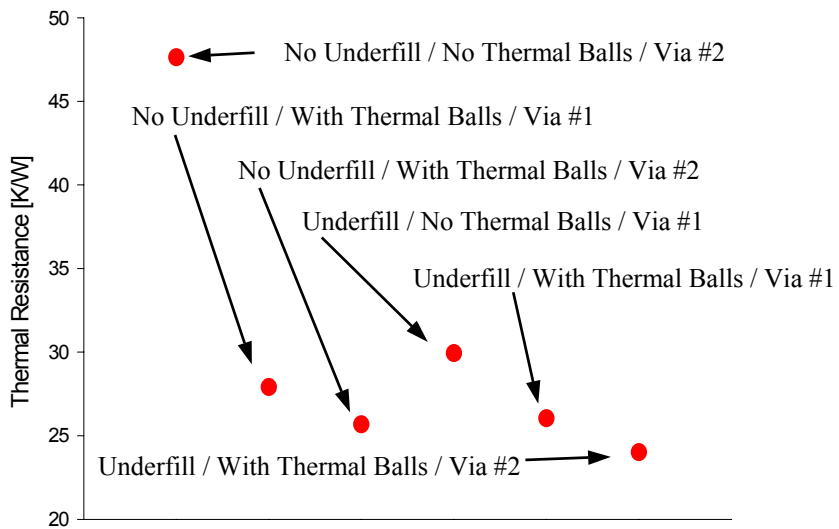 50
No Underfill / No Thermal Balls / Via #2
45
No Underfill / With Thermal Balls / Via #1
40
No Underfill / With Thermal Balls / Via #2
Underfill / No Thermal Balls / Via #1
35
Underfill / With Thermal Balls / Via #1
Thermal Resistance [K/W]
30
25
Underfill / With Thermal Balls / Via #2
20